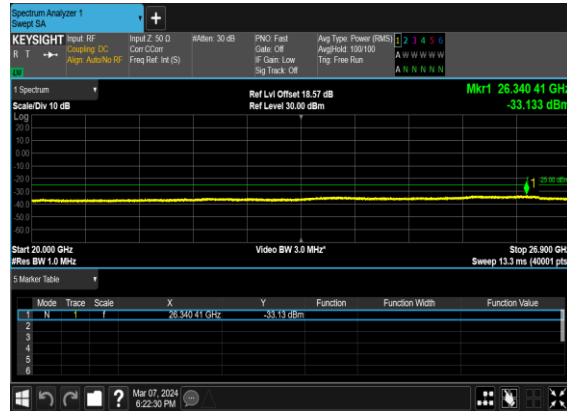 Spectrum Analyzer 1
Swept SA
+
KEYSIGHT Input: RF Input Z: 50 Ω #Atten: 30 dB PNO: Fast Avg Type: Power (RMS) 1 2 3 4 5 6
R T Coupling: DC Corr CCorr Gate: Off Avg|Hold: 100/100 A W W W W W
Align: Auto/No RF Freq Ref: Int (S) IF Gain: Low Trig: Free Run A N N N N N
Sig Track: Off
LW
1 Spectrum Ref Lvl Offset 18.57 dB Mkr1 26.340 41 GHz
Scale/Div 10 dB Ref Level 30.00 dBm -33.133 dBm
Log
20.0
10.0
0.00
-10.0
-20.0
1 -25.00 dBm
-30.0
-40.0
-50.0
-60.0
Start 20.000 GHz Video BW 3.0 MHz* Stop 26.900 GHz
#Res BW 1.0 MHz Sweep 13.3 ms (40001 pts)
5 Marker Table
Mode Trace Scale X Y Function Function Width Function Value
1 N 1 f 26.340 41 GHz -33.13 dBm
2
3
4
5
6
? Mar 07, 2024
6:22:30 PM